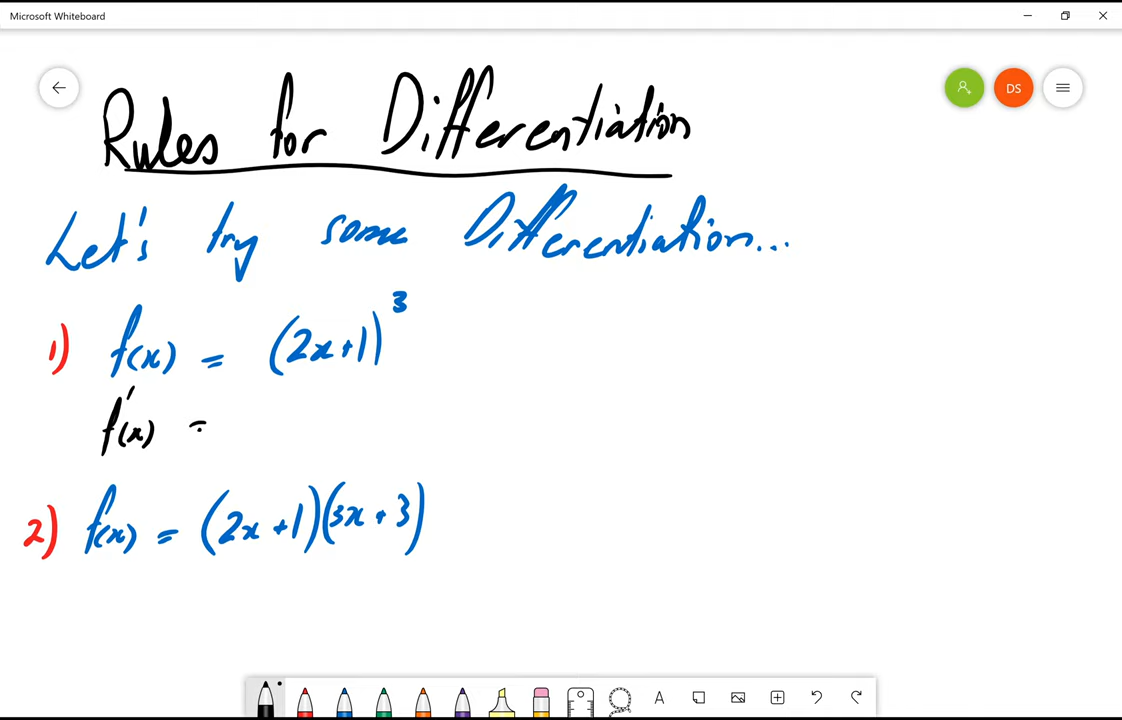 Microsoft Whiteboard
Rules for Differentiation
DS
Let's try some Differentiation...
1) f(x) = (2x+1)³
f'(x) =
2) f(x) = (2x+1)(3x+3)
A